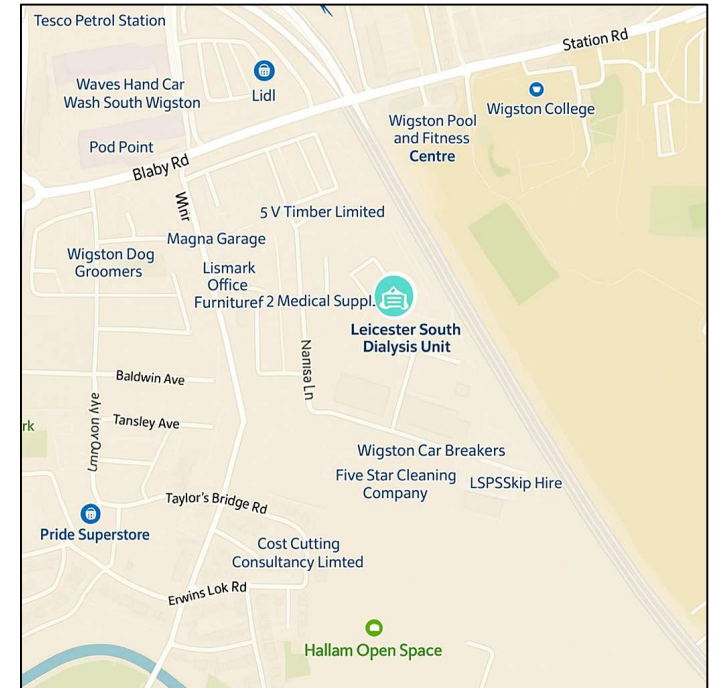 Tesco Petrol Station
Station Rd
Waves Hand Car
Wash South Wigston
Lidl
Wigston College
Wigston Pool
and Fitness
Centre
Pod Point
Blaby Rd
Wlnr
5 V Timber Limited
Magna Garage
Wigston Dog
Groomers
Lismark
Office
Furnituref 2 Medical Suppl.
Leicester South
Dialysis Unit
Nanisa Ln
Baldwin Ave
rk
Tansley Ave
Wigston Car Breakers
Five Star Cleaning
Company
LSPSSkip Hire
Taylor's Bridge Rd
Pride Superstore
Cost Cutting
Consultancy Limted
Erwins Lok Rd
Hallam Open Space